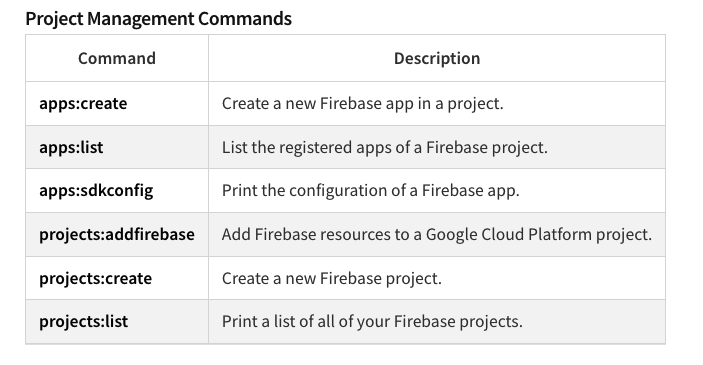 Project Management Commands
Command Description
apps:create Create a new Firebase app in a project.
apps:list List the registered apps of a Firebase project.
apps:sdkconfig Print the configuration of a Firebase app.
projects:addfirebase Add Firebase resources to a Google Cloud Platform project.
projects:create Create a new Firebase project.
projects:list Print a list of all of your Firebase projects.